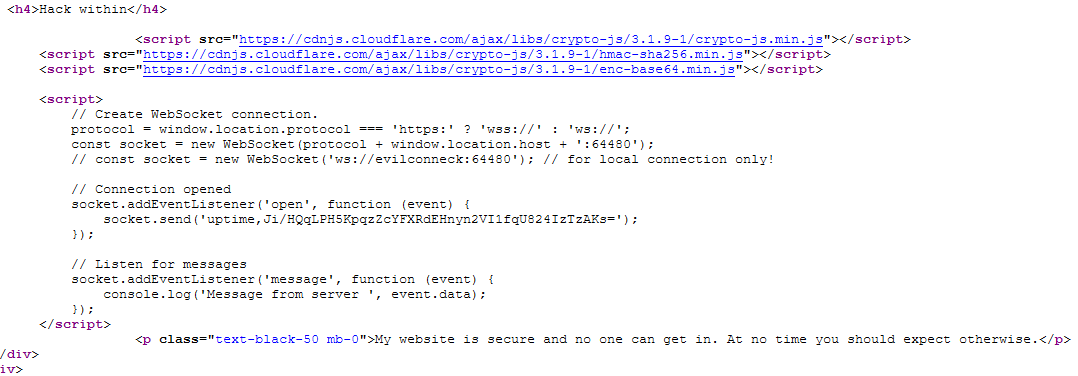 <h4>Hack within</h4>
<script src="https://cdnjs.cloudflare.com/ajax/libs/crypto-js/3.1.9-1/crypto-js.min.js"></script>
<script src="https://cdnjs.cloudflare.com/ajax/libs/crypto-js/3.1.9-1/hmac-sha256.min.js"></script>
<script src="https://cdnjs.cloudflare.com/ajax/libs/crypto-js/3.1.9-1/enc-base64.min.js"></script>
<script>
// Create WebSocket connection.
protocol = window.location.protocol === 'https:' ? 'wss://' : 'ws://';
const socket = new WebSocket(protocol + window.location.host + ':64480');
// const socket = new WebSocket('ws://evilconneck:64480'); // for local connection only!
// Connection opened
socket.addEventListener('open', function (event) {
socket.send('uptime,Ji/HQqLPH5KpqzZcYFXRdEHnyn2VI1fqU824IzTzAKs=');
});
// Listen for messages
socket.addEventListener('message', function (event) {
console.log('Message from server ', event.data);
});
</script>
<p class="text-black-50 mb-0">My website is secure and no one can get in. At no time you should expect otherwise.</p>
/div>
iv>